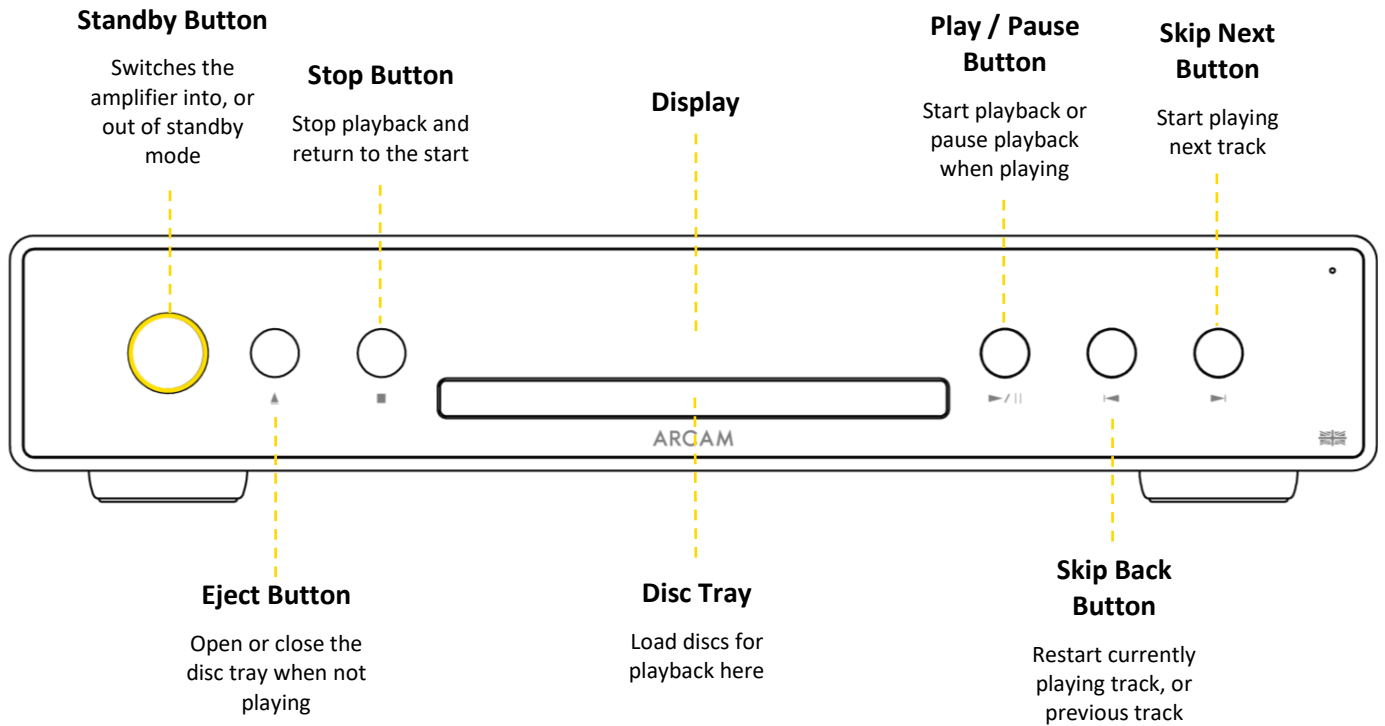 Standby Button
Switches the
amplifier into, or
out of standby
mode
Stop Button
Stop playback and
return to the start
Display
Play / Pause
Button
Start playback or
pause playback
when playing
Skip Next
Button
Start playing
next track
ARCAM
Eject Button
Open or close the
disc tray when not
playing
Disc Tray
Load discs for
playback here
Skip Back
Button
Restart currently
playing track, or
previous track